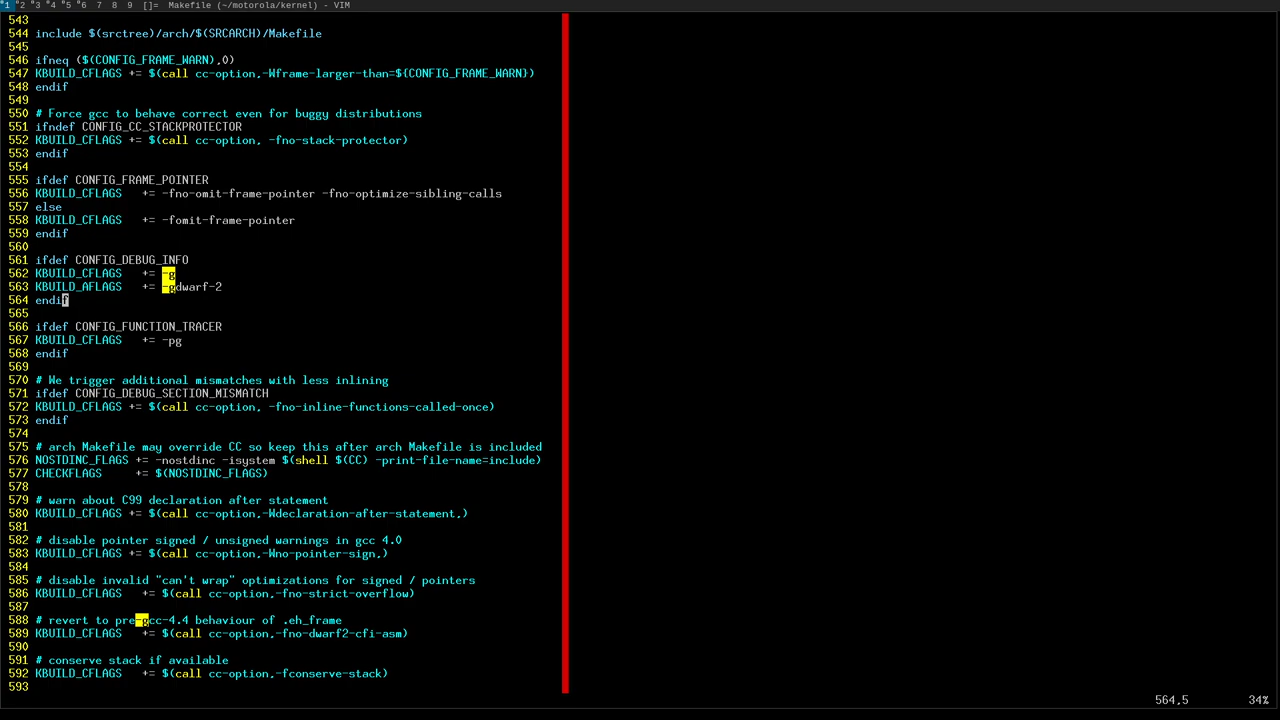 1 2 3 4 5 6 7 8 9 []= Makefile (~/motorola/kernel) - VIM
543
544 include $(srctree)/arch/$(SRCARCH)/Makefile
545
546 ifneq ($(CONFIG_FRAME_WARN),0)
547 KBUILD_CFLAGS += $(call cc-option,-Wframe-larger-than=${CONFIG_FRAME_WARN})
548 endif
549
550 # Force gcc to behave correct even for buggy distributions
551 ifndef CONFIG_CC_STACKPROTECTOR
552 KBUILD_CFLAGS += $(call cc-option, -fno-stack-protector)
553 endif
554
555 ifdef CONFIG_FRAME_POINTER
556 KBUILD_CFLAGS   += -fno-omit-frame-pointer -fno-optimize-sibling-calls
557 else
558 KBUILD_CFLAGS   += -fomit-frame-pointer
559 endif
560
561 ifdef CONFIG_DEBUG_INFO
562 KBUILD_CFLAGS   += -g
563 KBUILD_AFLAGS   += -gdwarf-2
564 endif
565
566 ifdef CONFIG_FUNCTION_TRACER
567 KBUILD_CFLAGS   += -pg
568 endif
569
570 # We trigger additional mismatches with less inlining
571 ifdef CONFIG_DEBUG_SECTION_MISMATCH
572 KBUILD_CFLAGS += $(call cc-option, -fno-inline-functions-called-once)
573 endif
574
575 # arch Makefile may override CC so keep this after arch Makefile is included
576 NOSTDINC_FLAGS += -nostdinc -isystem $(shell $(CC) -print-file-name=include)
577 CHECKFLAGS     += $(NOSTDINC_FLAGS)
578
579 # warn about C99 declaration after statement
580 KBUILD_CFLAGS += $(call cc-option,-Wdeclaration-after-statement,)
581
582 # disable pointer signed / unsigned warnings in gcc 4.0
583 KBUILD_CFLAGS += $(call cc-option,-Wno-pointer-sign,)
584
585 # disable invalid "can't wrap" optimizations for signed / pointers
586 KBUILD_CFLAGS   += $(call cc-option,-fno-strict-overflow)
587
588 # revert to pre-gcc-4.4 behaviour of .eh_frame
589 KBUILD_CFLAGS   += $(call cc-option,-fno-dwarf2-cfi-asm)
590
591 # conserve stack if available
592 KBUILD_CFLAGS   += $(call cc-option,-fconserve-stack)
593
564,5 34%